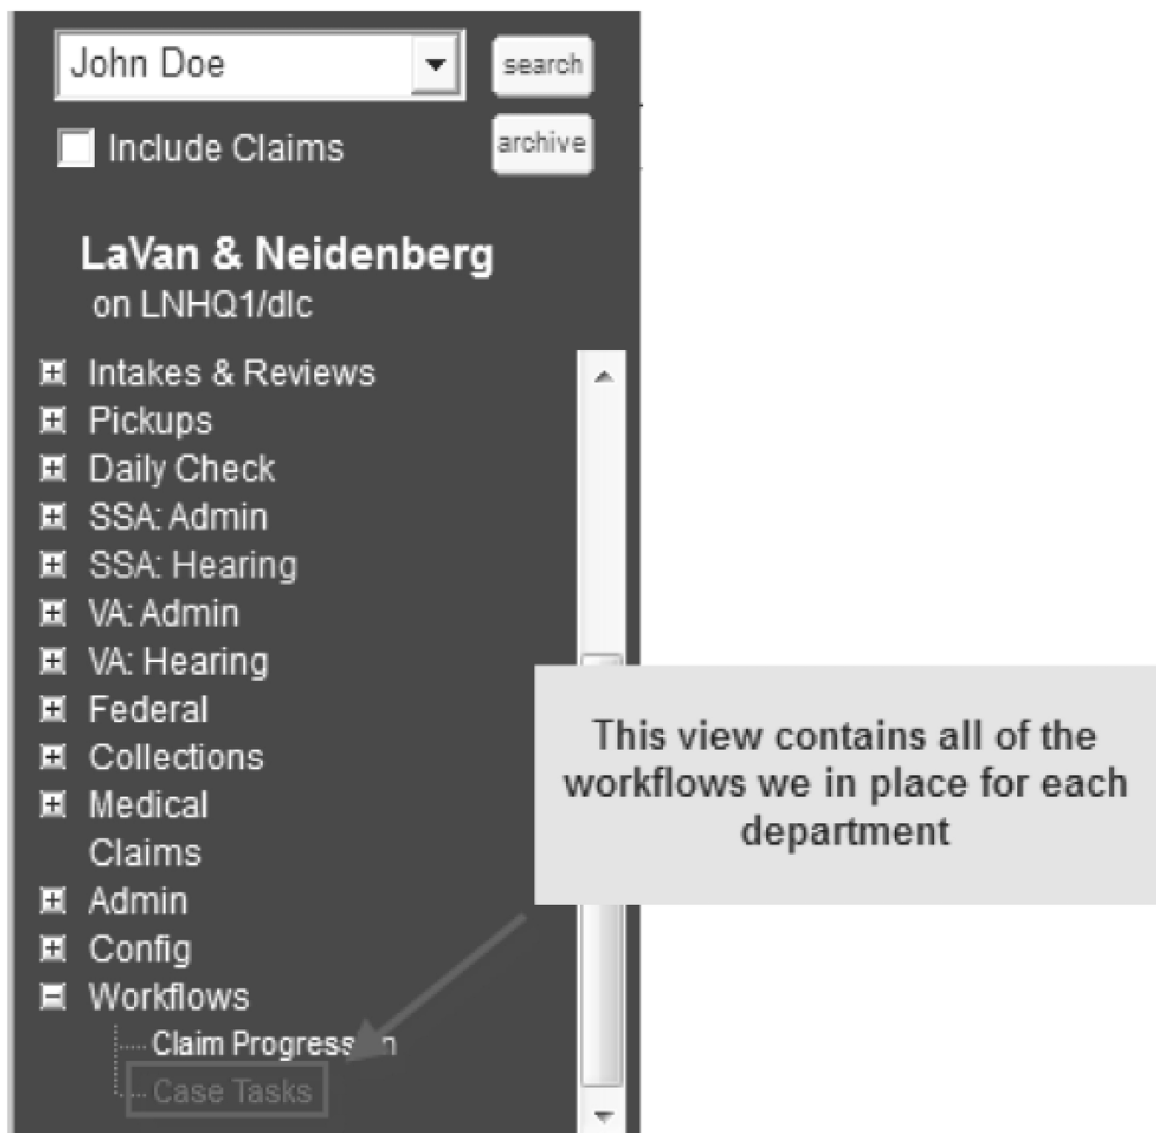 John Doe
search
Include Claims
archive
LaVan & Neidenberg
on LNHQ1/dlc
Intakes & Reviews
Pickups
Daily Check
SSA: Admin
SSA: Hearing
VA: Admin
VA: Hearing
Federal
Collections
Medical
Claims
Admin
Config
Workflows
Claim Progression
Case Tasks
This view contains all of the
workflows we in place for each
department